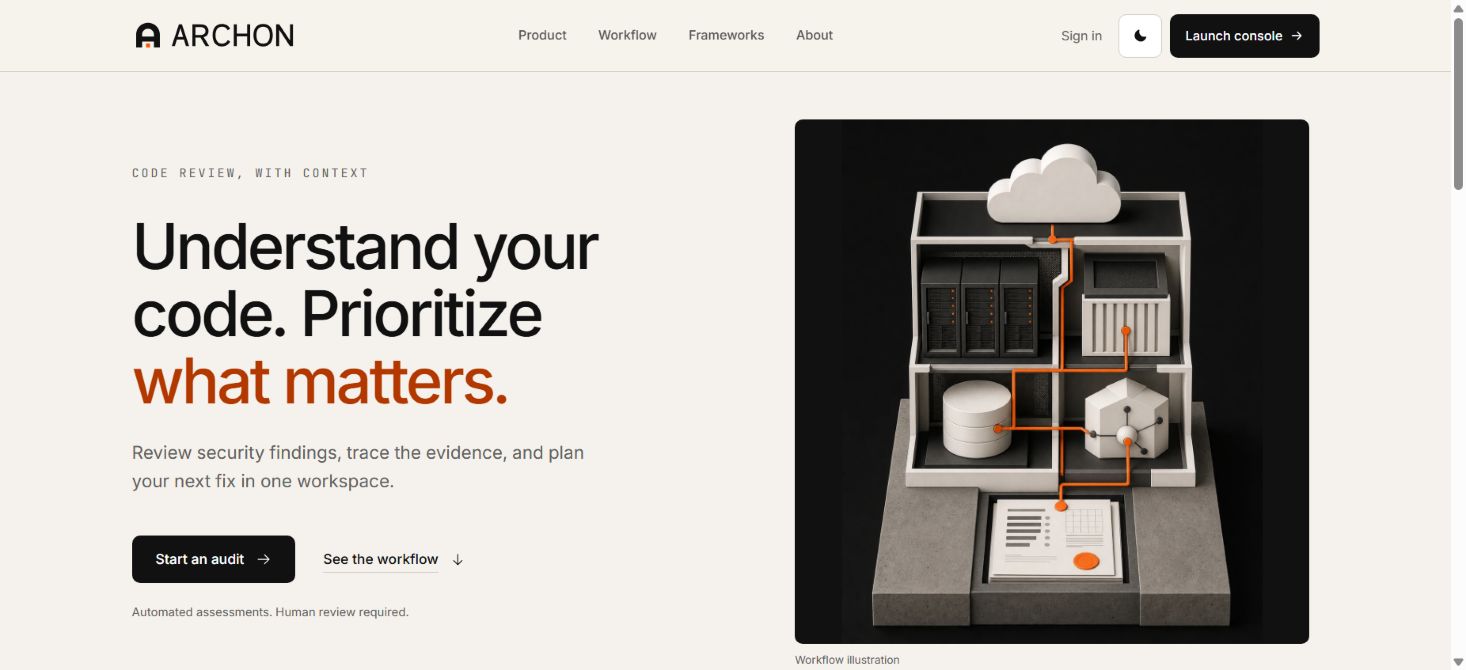 ARCHON
Product
Workflow
Frameworks
About
Sign in
Launch console →
CODE REVIEW, WITH CONTEXT
Understand your
code. Prioritize
what matters.
Review security findings, trace the evidence, and plan
your next fix in one workspace.
Start an audit →
See the workflow ↓
Automated assessments. Human review required.
Workflow illustration